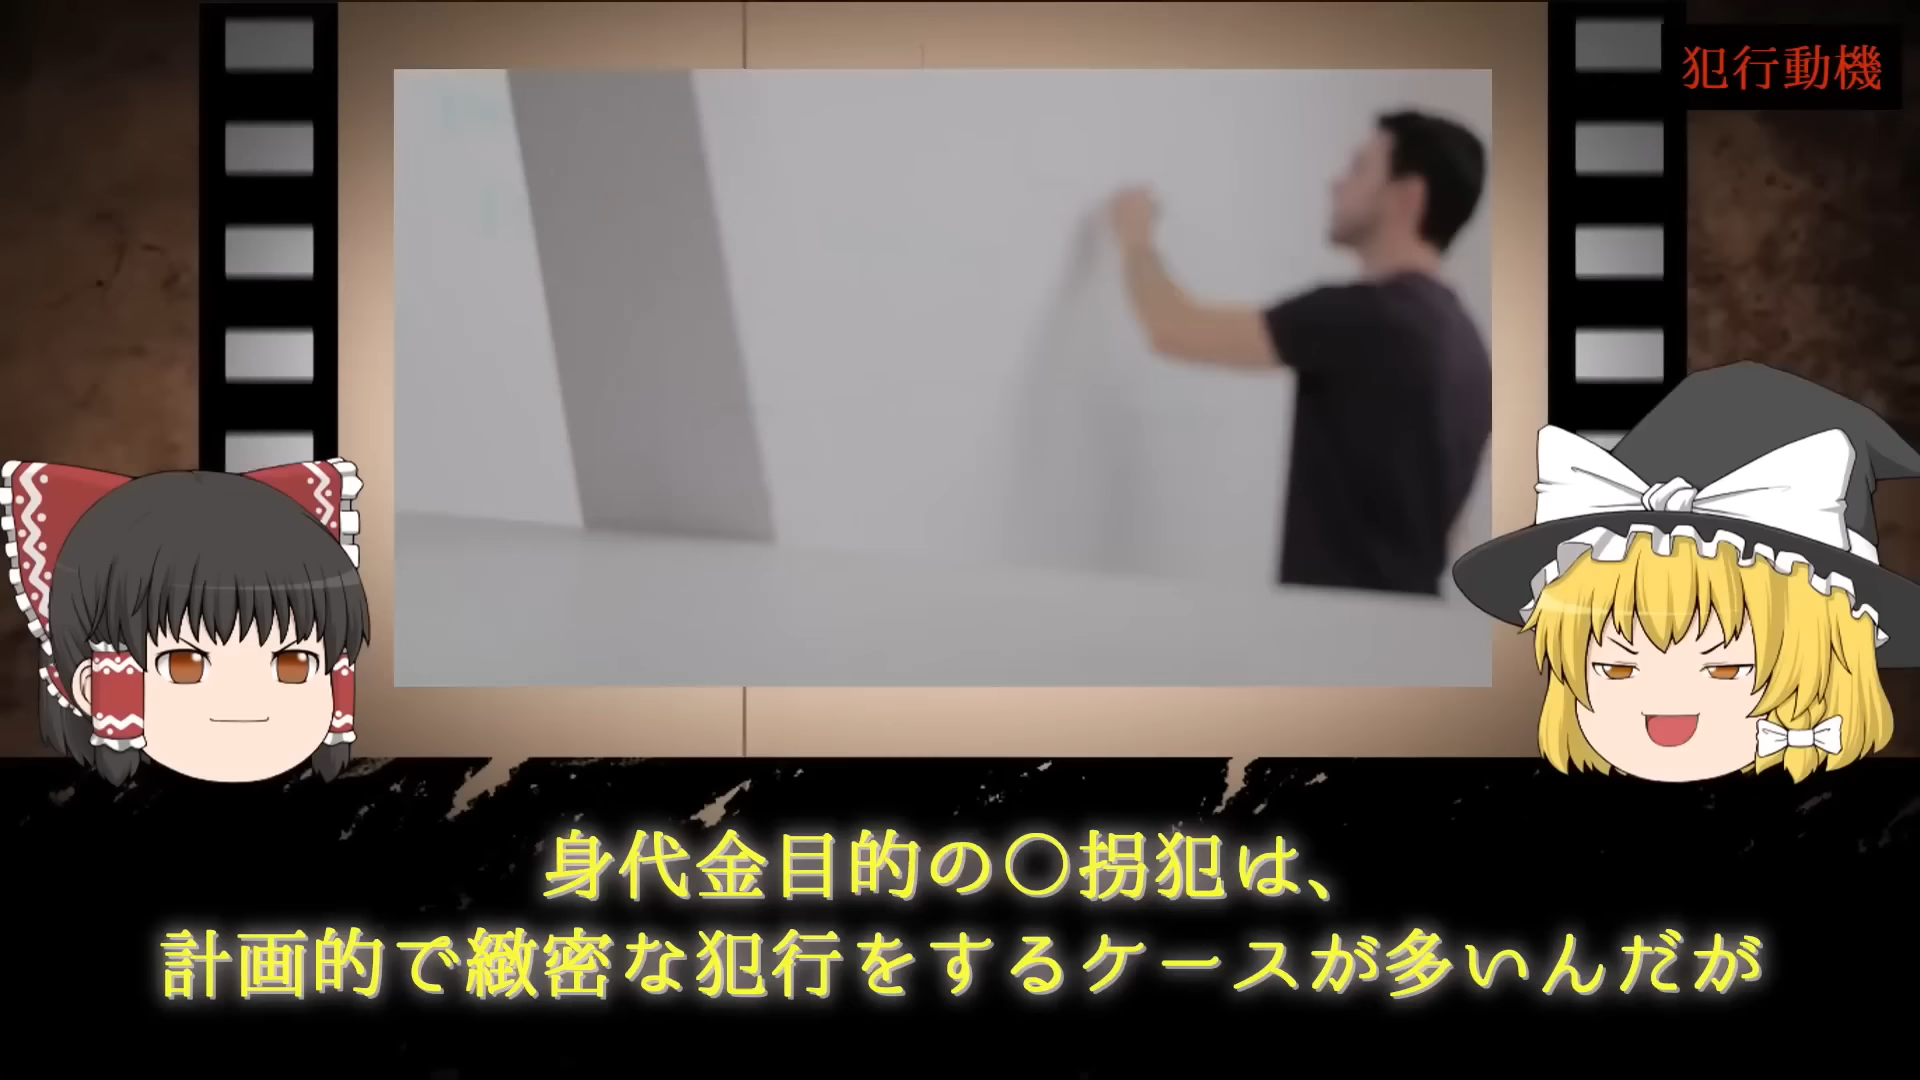 犯行動機
身代金目的の〇拐犯は、
計画的で緻密な犯行をするケースが多いんだが